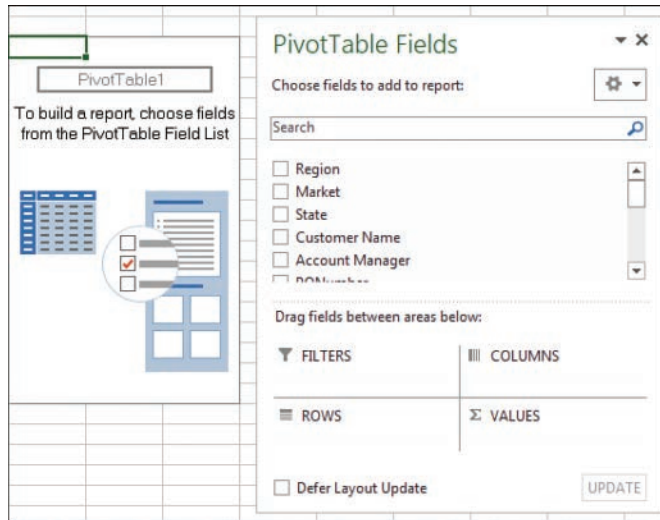 PivotTable1
To build a report, choose fields
from the PivotTable Field List
PivotTable Fields
Choose fields to add to report:
Search
Region
Market
State
Customer Name
Account Manager
Drag fields between areas below:
FILTERS
COLUMNS
ROWS
Σ VALUES
Defer Layout Update
UPDATE